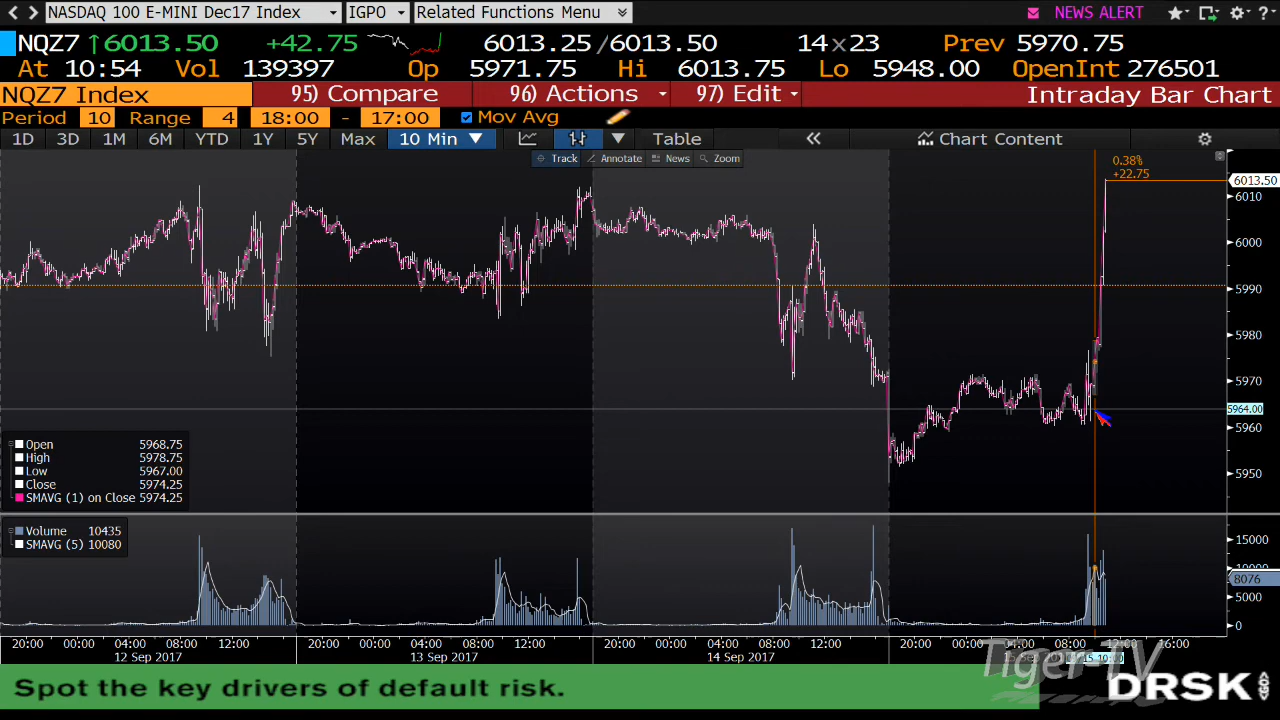 NASDAQ 100 E-MINI Dec17 Index IGPO Related Functions Menu NEWS ALERT
NQZ7 ↑6013.50 +42.75 6013.25/6013.50 14x23 Prev 5970.75
At 10:54 Vol 139397 Op 5971.75 Hi 6013.75 Lo 5948.00 OpenInt 276501
NQZ7 Index 95) Compare 96) Actions 97) Edit Intraday Bar Chart
Period 10 Range 4 18:00 - 17:00 Mov Avg
1D 3D 1M 6M YTD 1Y 5Y Max 10 Min ▼ Table « Chart Content
Track Annotate News Zoom
0.38%
+22.75
6013.50
6010
6000
5990
5980
5970
5964.00
5960
5950
Open 5968.75
High 5978.75
Low 5967.00
Close 5974.25
SMAVG (1) on Close 5974.25
Volume 10435
SMAVG (5) 10080
15000
10000
8076
5000
0
20:00 00:00 04:00 08:00 12:00 20:00 00:00 04:00 08:00 12:00 20:00 00:00 04:00 08:00 12:00 20:00 00:00 04:00 08:00 12:00 16:00
12 Sep 2017 13 Sep 2017 14 Sep 2017
Tiger-TV
Spot the key drivers of default risk.
DRSK <GO>